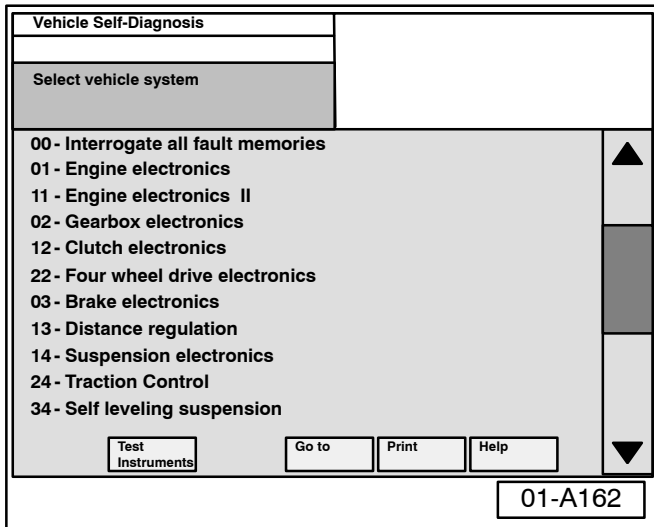 Vehicle Self-Diagnosis
Select vehicle system
00 - Interrogate all fault memories
01 - Engine electronics
11 - Engine electronics II
02 - Gearbox electronics
12 - Clutch electronics
22 - Four wheel drive electronics
03 - Brake electronics
13 - Distance regulation
14 - Suspension electronics
24 - Traction Control
34 - Self leveling suspension
Test
Instruments
Go to
Print
Help
01-A162